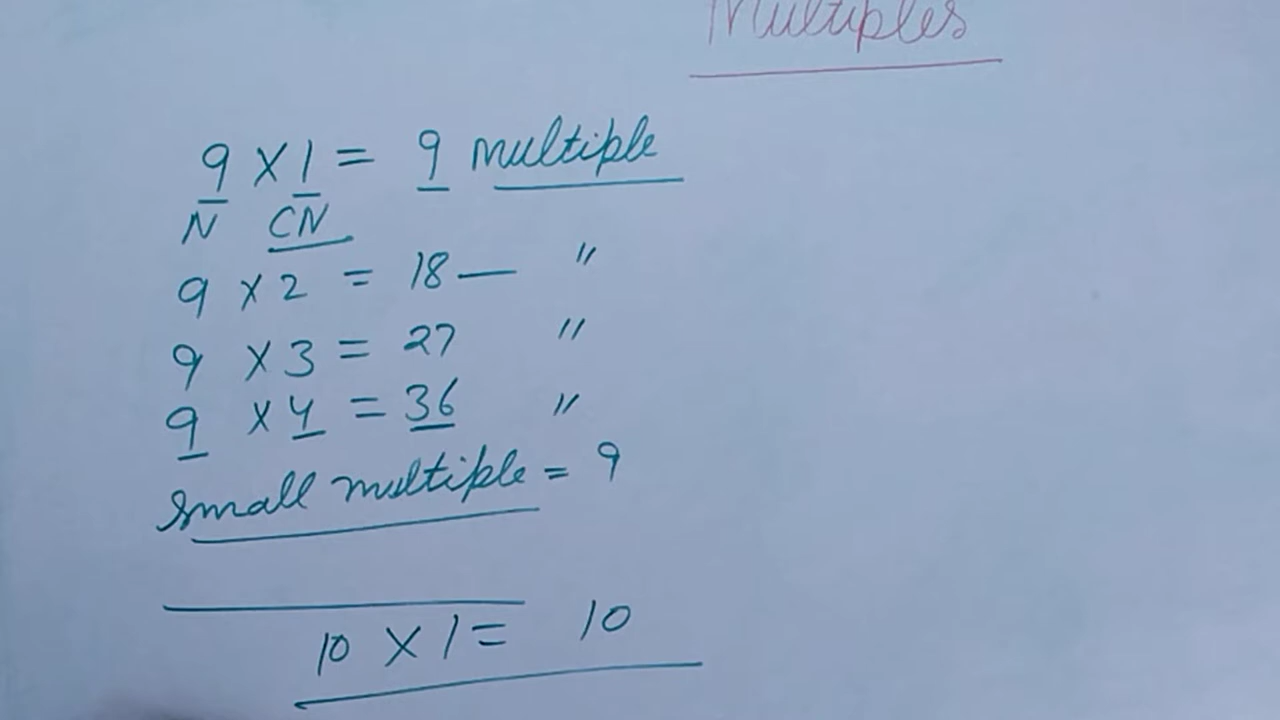 Multiples
9 X 1 = 9 multiple
N CN
9 X 2 = 18 — "
9 X 3 = 27 "
9 X 4 = 36 "
Small multiple = 9
10 X 1 = 10